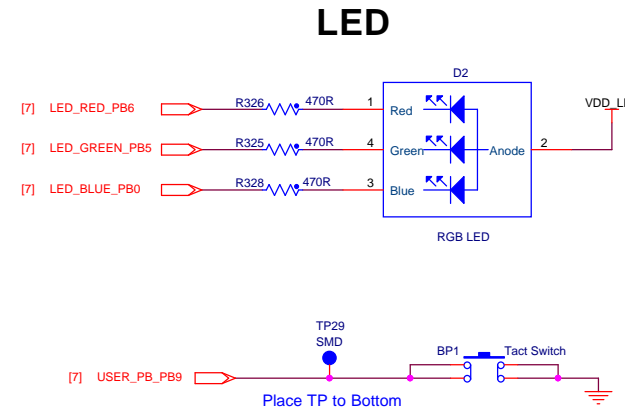 LED
D2
[7] LED_RED_PB6 R326 470R 1 Red VDD_LE
[7] LED_GREEN_PB5 R325 470R 4 Green Anode 2
[7] LED_BLUE_PB0 R328 470R 3 Blue
RGB LED
TP29
SMD
BP1 Tact Switch
[7] USER_PB_PB9
Place TP to Bottom